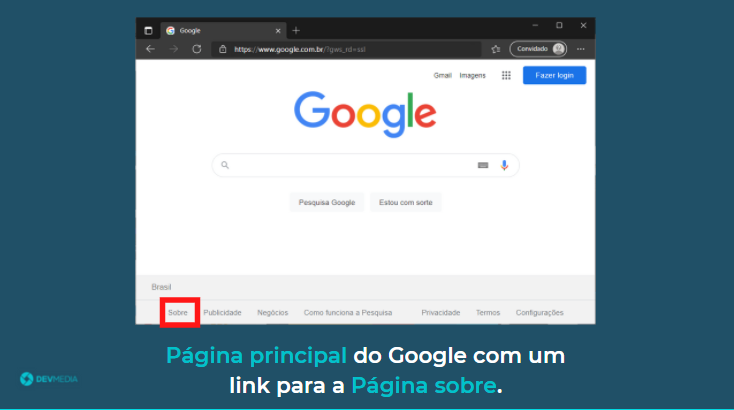 Google
https://www.google.com.br/?gws_rd=ssl
Convidado
Gmail Imagens Fazer login
Google
Pesquisa Google Estou com sorte
Brasil
Sobre Publicidade Negócios Como funciona a Pesquisa Privacidade Termos Configurações
Página principal do Google com um
link para a Página sobre.
DEVMEDIA